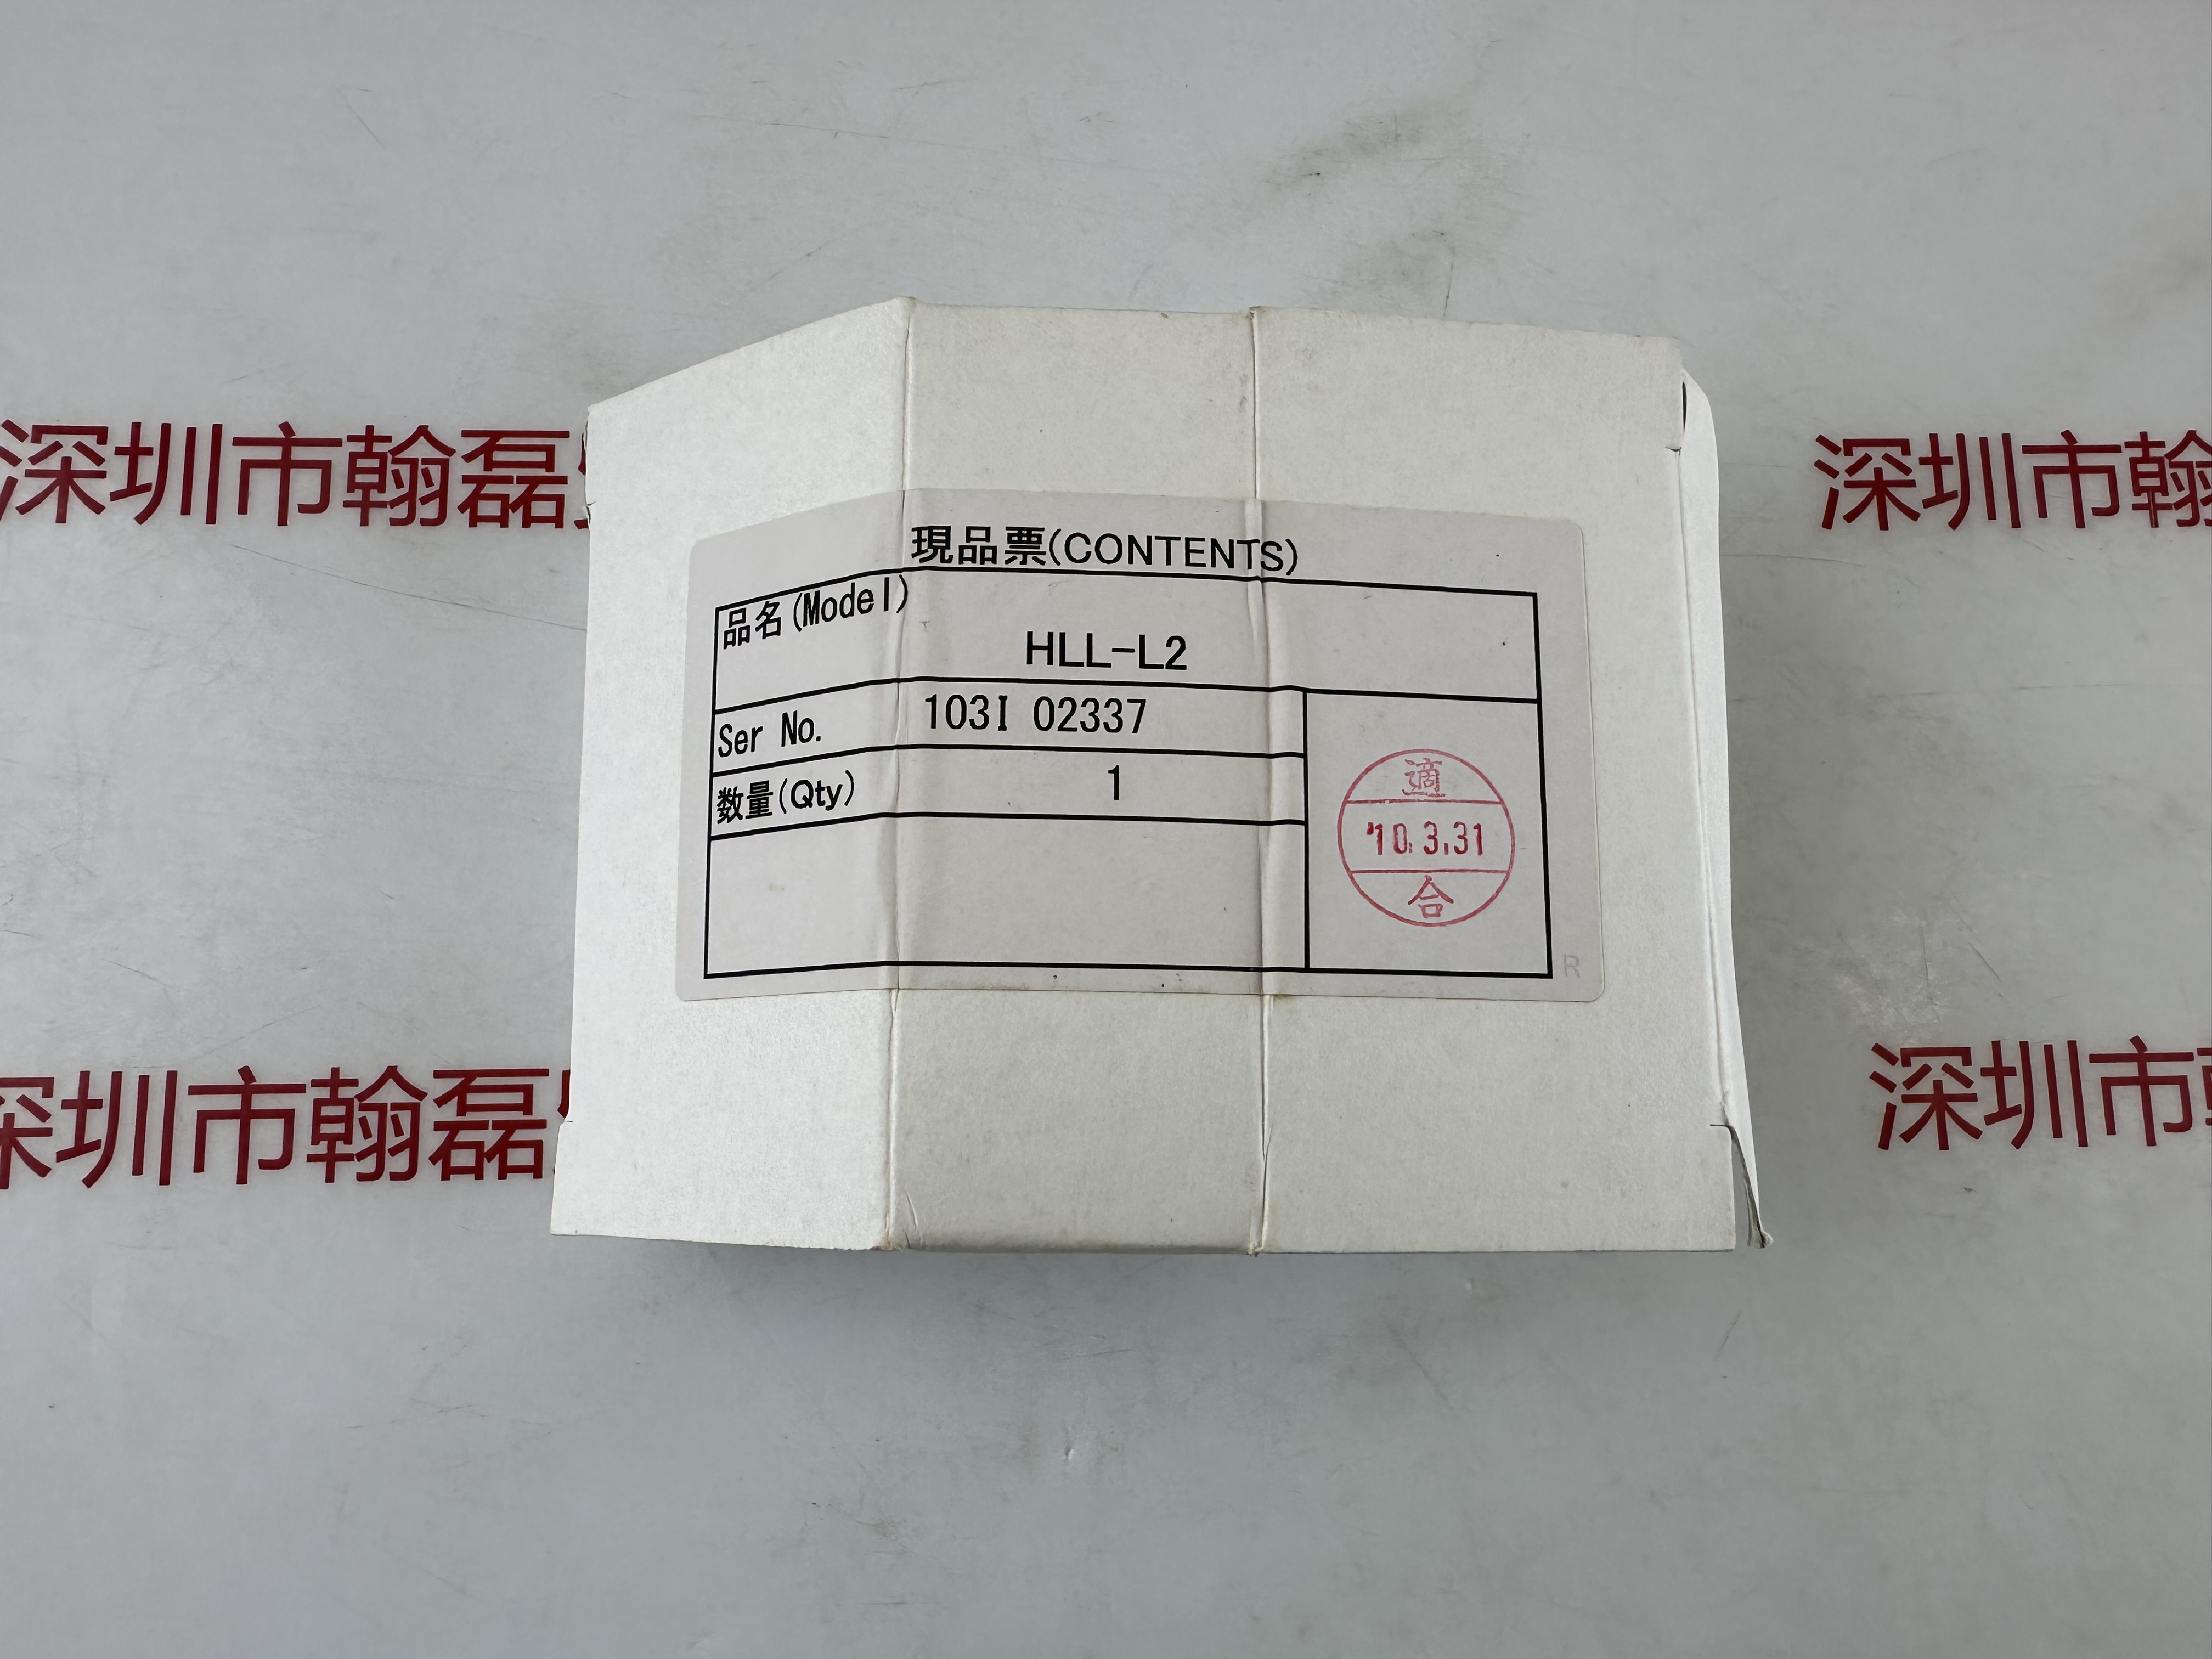 深圳市翰磊
深圳市翰
現品票(CONTENTS)
品名(Model)
HLL-L2
Ser No. 103I 02337
数量(Qty) 1
適
'10.3.31
合
R
深圳市翰磊
深圳市